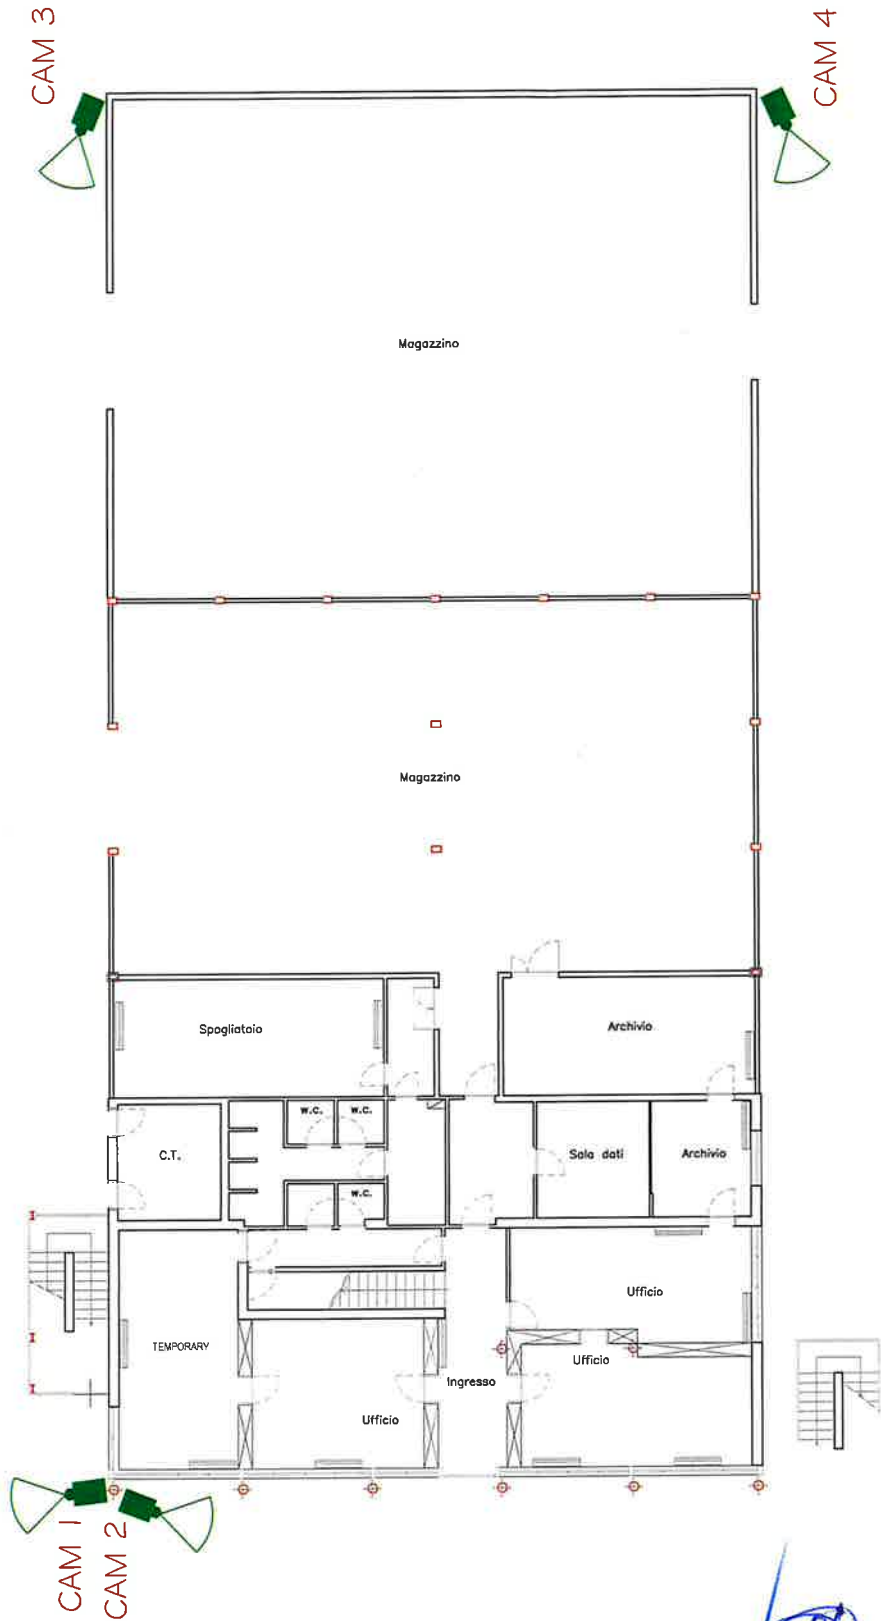 CAM 3
CAM 4
Magazzino
Magazzino
Spogliatoio
Archivio
w.c.
w.c.
C.T.
Sala dati
Archivio
w.c.
Ufficio
TEMPORARY
Ufficio
Ingresso
Ufficio
CAM 1
CAM 2